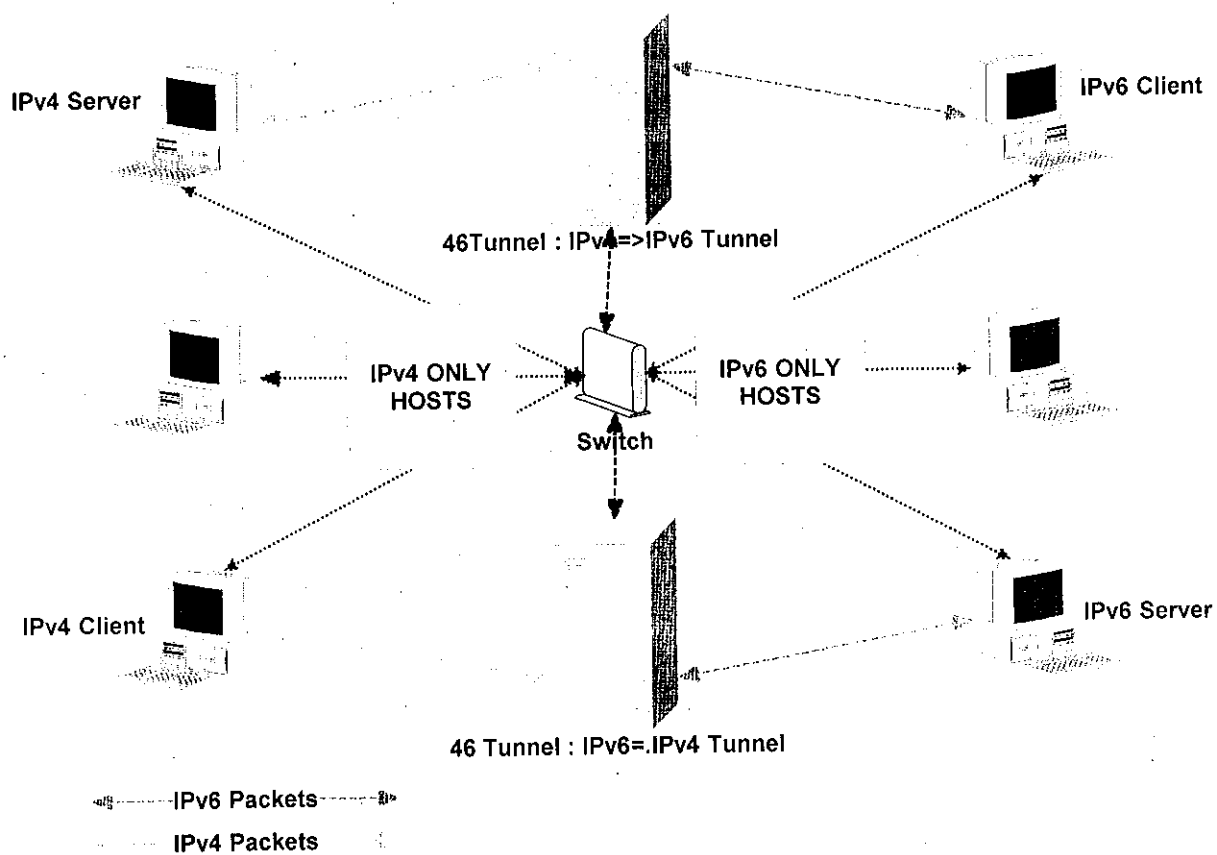 IPv4 Server
IPv6 Client
46Tunnel : IPv4=>IPv6 Tunnel
IPv4 ONLY
HOSTS
IPv6 ONLY
HOSTS
Switch
IPv4 Client
IPv6 Server
46 Tunnel : IPv6=.IPv4 Tunnel
IPv6 Packets
IPv4 Packets